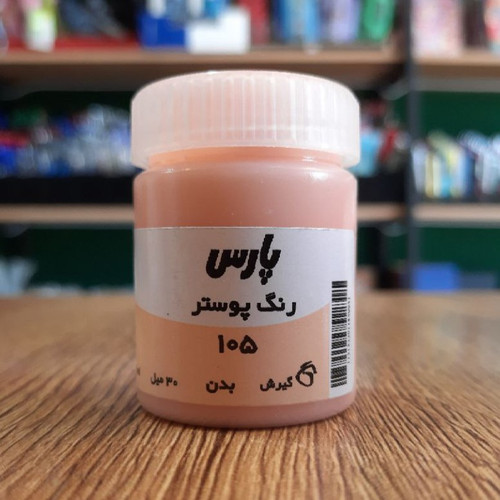 پارس
رنگ پوستر
۱۰۵
گیرش بدن ۳۰ میل